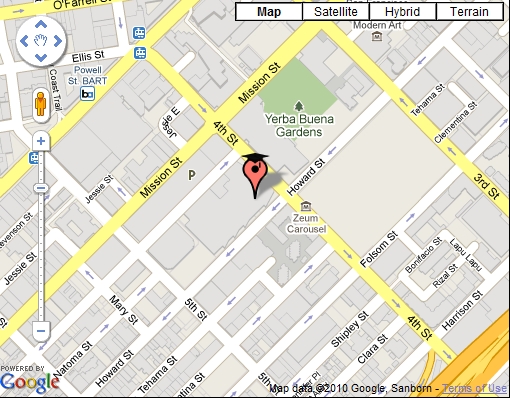 O'Farrell St
Map
Satellite
Hybrid
Terrain
Modern Art
Ellis St
Powell
St. BART
Coast Trail
Mission St
Yerba Buena
Gardens
Tehama St
Clementina St
Jessie E
4th St
3rd St
P
Mission St
Jessie St
Howard St
Zeum
Carousel
Folsom St
Bonifacio St
Lapu Lapu
Rizal St
Stevenson St
Jessie St
Mary St
5th St
4th St
Harrison St
Shipley St
Clara St
Natoma St
Howard St
Tehama St
5th St
POWERED BY
Google
Map data ©2010 Google, Sanborn - Terms of Use